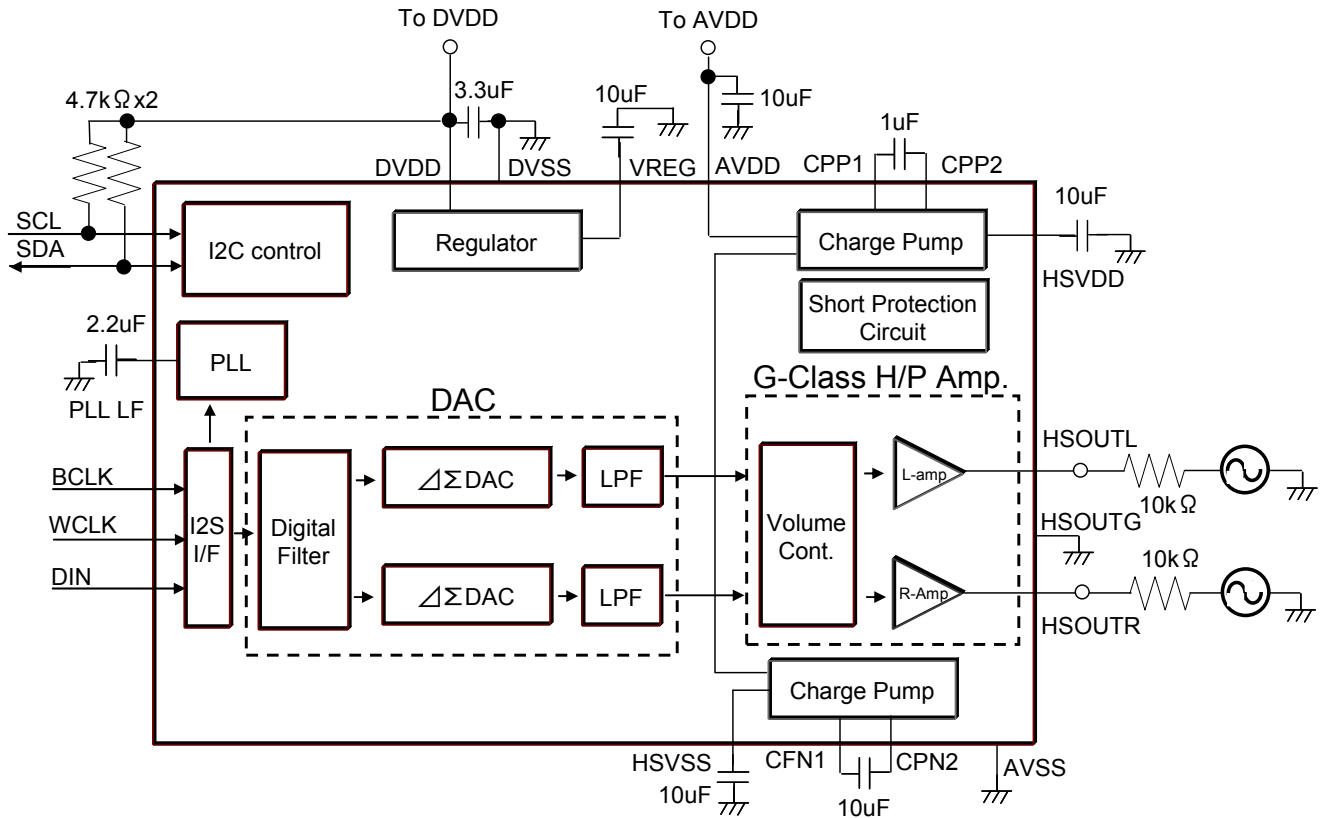 To DVDD
To AVDD
4.7kΩx2
3.3uF
10uF
10uF
1uF
DVDD
DVSS
VREG
AVDD
CPP1
CPP2
10uF
SCL
SDA
I2C control
Regulator
Charge Pump
HSVDD
Short Protection
Circuit
2.2uF
PLL
PLL LF
DAC
G-Class H/P Amp.
BCLK
WCLK
DIN
I2S
I/F
Digital
Filter
⊿ΣDAC
LPF
⊿ΣDAC
LPF
Volume
Cont.
L-amp
R-Amp
HSOUTL
10kΩ
HSOUTG
10kΩ
HSOUTR
Charge Pump
HSVSS
10uF
CFN1
CPN2
10uF
AVSS